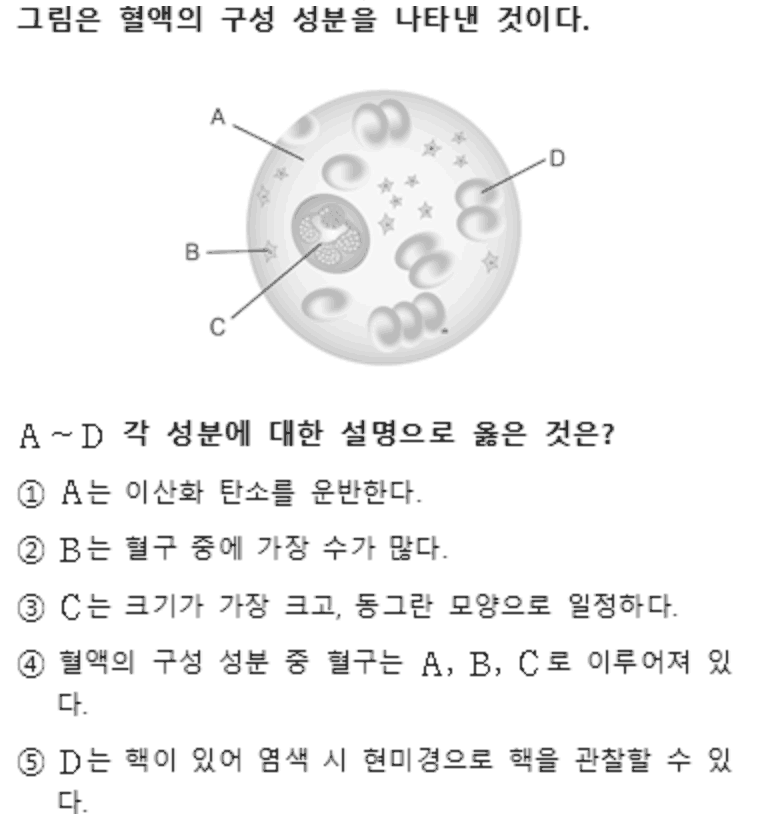 그림은 혈액의 구성 성분을 나타낸 것이다.
A
D
B
C
A ~ D 각 성분에 대한 설명으로 옳은 것은?
① A는 이산화 탄소를 운반한다.
② B는 혈구 중에 가장 수가 많다.
③ C는 크기가 가장 크고, 동그란 모양으로 일정하다.
④ 혈액의 구성 성분 중 혈구는 A, B, C로 이루어져 있
다.
⑤ D는 핵이 있어 염색 시 현미경으로 핵을 관찰할 수 있
다.